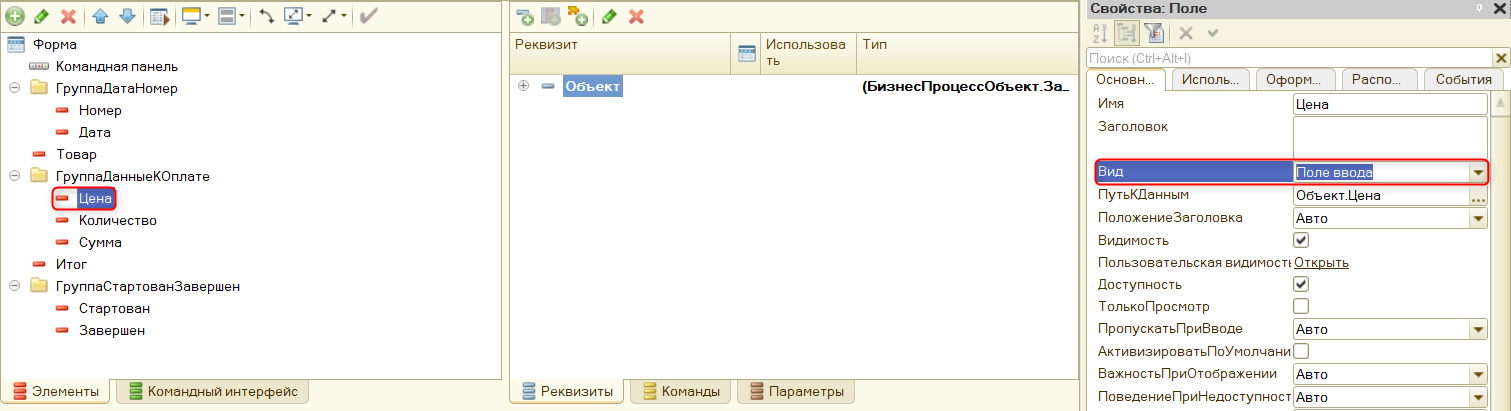 Форма
Командная панель
ГруппаДатаНомер
Номер
Дата
Товар
ГруппаДанныеКОплате
Цена
Количество
Сумма
Итог
ГруппаСтартованЗавершен
Стартован
Завершен
Элементы
Командный интерфейс
Реквизит
Использова
ть
Тип
Объект
(БизнесПроцессОбъект.За...
Реквизиты
Команды
Параметры
Свойства: Поле
Поиск (Ctrl+Alt+I)
Основн...
Исполь...
Оформ...
Распо...
События
Имя
Цена
Заголовок
Вид
Поле ввода
ПутьКДанным
Объект.Цена
...
ПоложениеЗаголовка
Авто
Видимость
Пользовательская видимость
Открыть
Доступность
ТолькоПросмотр
ПропускатьПриВводе
Авто
АктивизироватьПоУмолчани
ВажностьПриОтображении
Авто
ПоведениеПриНедоступност
Авто